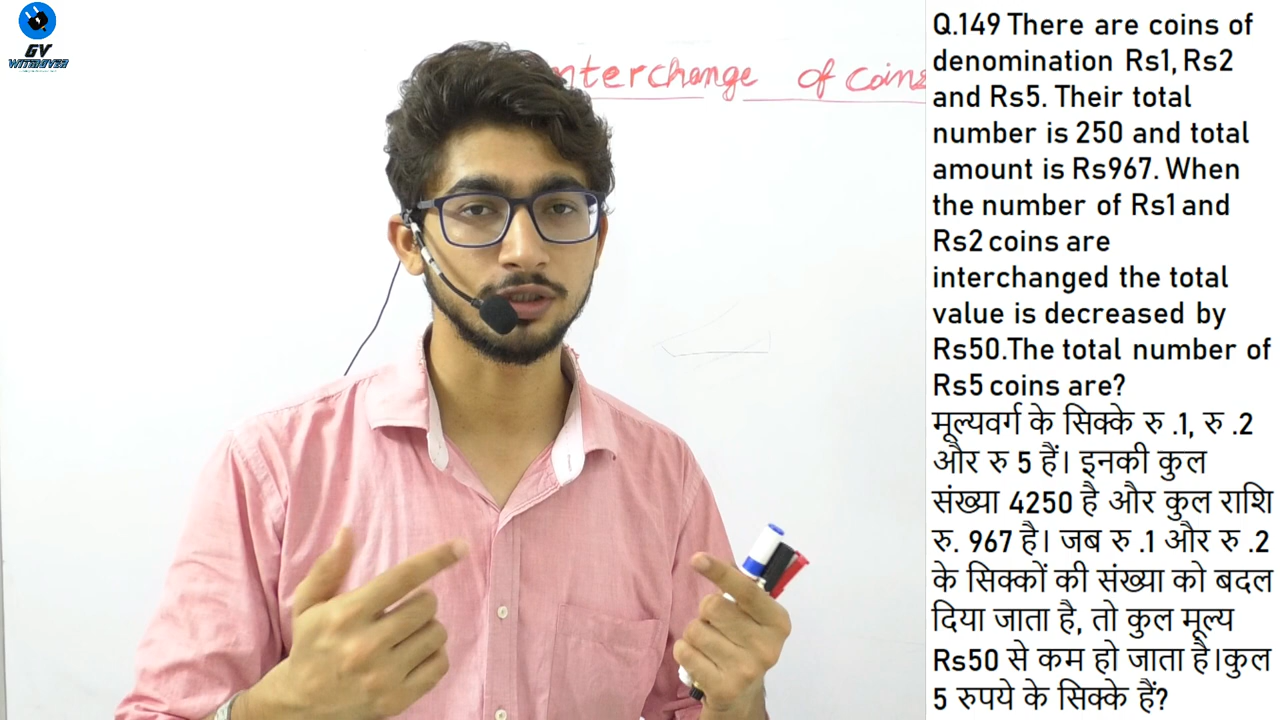 GV
WITHDIVZA
Interchange of Coins
Q.149 There are coins of
denomination Rs1, Rs2
and Rs5. Their total
number is 250 and total
amount is Rs967. When
the number of Rs1 and
Rs2 coins are
interchanged the total
value is decreased by
Rs50.The total number of
Rs5 coins are?
मूल्यवर्ग के सिक्के रु .1, रु .2
और रु 5 हैं। इनकी कुल
संख्या 4250 है और कुल राशि
रु. 967 है। जब रु .1 और रु .2
के सिक्कों की संख्या को बदल
दिया जाता है, तो कुल मूल्य
Rs50 से कम हो जाता है।कुल
5 रुपये के सिक्के हैं?